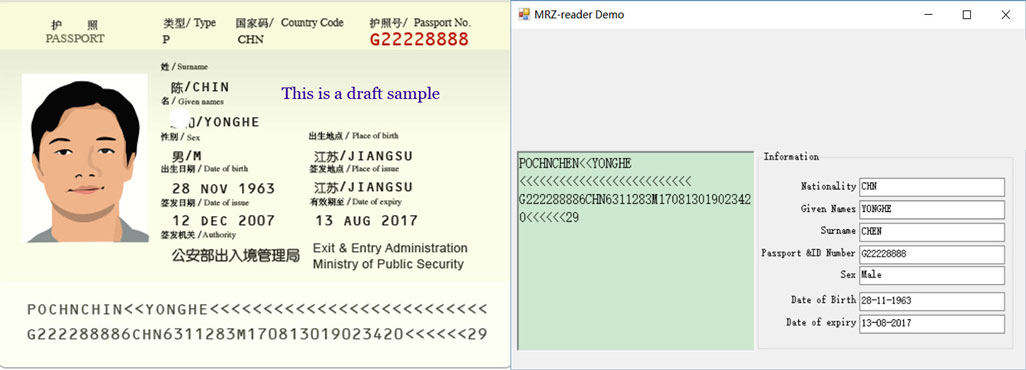 护 照
PASSPORT
类型/ Type
国家码/ Country Code
护照号/ Passport No.
P
CHN
G22228888
姓 / Surname
陈/CHIN
This is a draft sample
名 / Given names
/YONGHE
性别 / Sex
出生地点 / Place of birth
男/M
江苏/JIANGSU
出生日期 / Date of birth
签发地点 / Place of issue
28 NOV 1963
江苏/JIANGSU
签发日期 / Date of issue
有效期至 / Date of expiry
12 DEC 2007
13 AUG 2017
签发机关 /Authority
公安部出入境管理局
Exit & Entry Administration
Ministry of Public Security
POCHNCHIN<<YONGHE<<<<<<<<<<<<<<<<<<<<<<<<<<<
G222288886CHN6311283M170813019023420<<<<<<29
MRZ-reader Demo
POCHNCHEN<<YONGHE
<<<<<<<<<<<<<<<<<<<<<<<<<<<
G222288886CHN6311283M17081301902342
0<<<<<<29
Information
Nationality CHN
Given Names YONGHE
Surname CHEN
Passport &ID Number G22228888
Sex Male
Date of Birth 28-11-1963
Date of expiry 13-08-2017